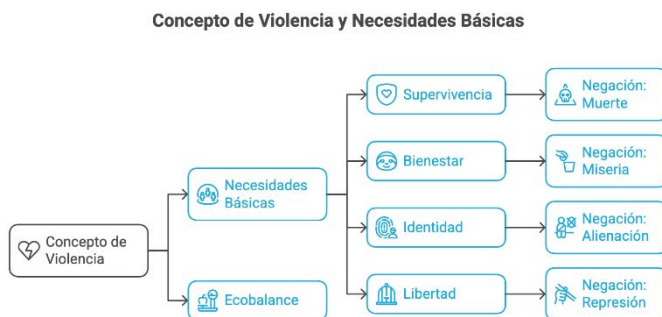 Concepto de Violencia y Necesidades Básicas
Supervivencia
Negación:
Muerte
Bienestar
Negación:
Miseria
Necesidades
Básicas
Identidad
Negación:
Alienación
Concepto de
Violencia
Ecobalance
Libertad
Negación:
Represión